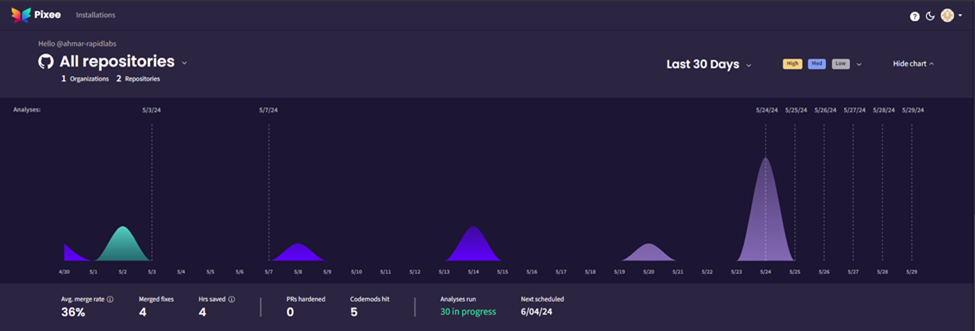 Pixee Installations
Hello @ahmar-rapidlabs
All repositories
1 Organizations 2 Repositories
Last 30 Days
High Med Low
Hide chart
Analyses: 5/3/24 5/7/24 5/24/24 5/25/24 5/26/24 5/27/24 5/28/24 5/29/24
4/30 5/1 5/2 5/3 5/4 5/5 5/6 5/7 5/8 5/9 5/10 5/11 5/12 5/13 5/14 5/15 5/16 5/17 5/18 5/19 5/20 5/21 5/22 5/23 5/24 5/25 5/26 5/27 5/28 5/29
Avg. merge rate Merged fixes Hrs saved PRs hardened Codemods hit Analyses run Next scheduled
36% 4 4 0 5 30 in progress 6/04/24